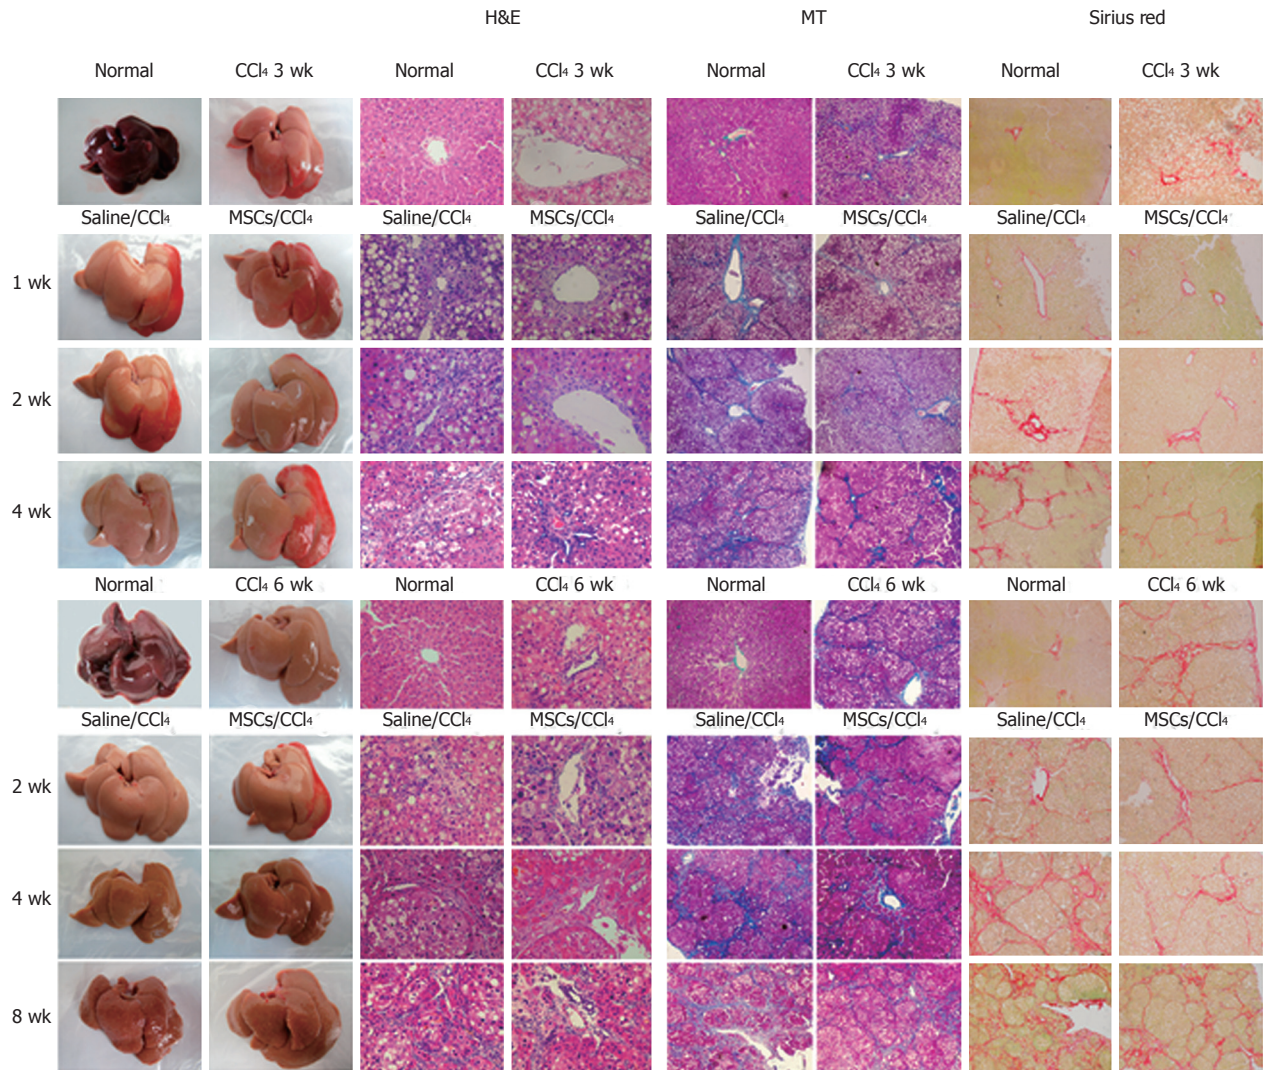 H&E MT Sirius red
Normal CCl₄ 3 wk Normal CCl₄ 3 wk Normal CCl₄ 3 wk Normal CCl₄ 3 wk
Saline/CCl₄ MSCs/CCl₄ Saline/CCl₄ MSCs/CCl₄ Saline/CCl₄ MSCs/CCl₄ Saline/CCl₄ MSCs/CCl₄
1 wk
2 wk
4 wk
Normal CCl₄ 6 wk Normal CCl₄ 6 wk Normal CCl₄ 6 wk Normal CCl₄ 6 wk
Saline/CCl₄ MSCs/CCl₄ Saline/CCl₄ MSCs/CCl₄ Saline/CCl₄ MSCs/CCl₄ Saline/CCl₄ MSCs/CCl₄
2 wk
4 wk
8 wk